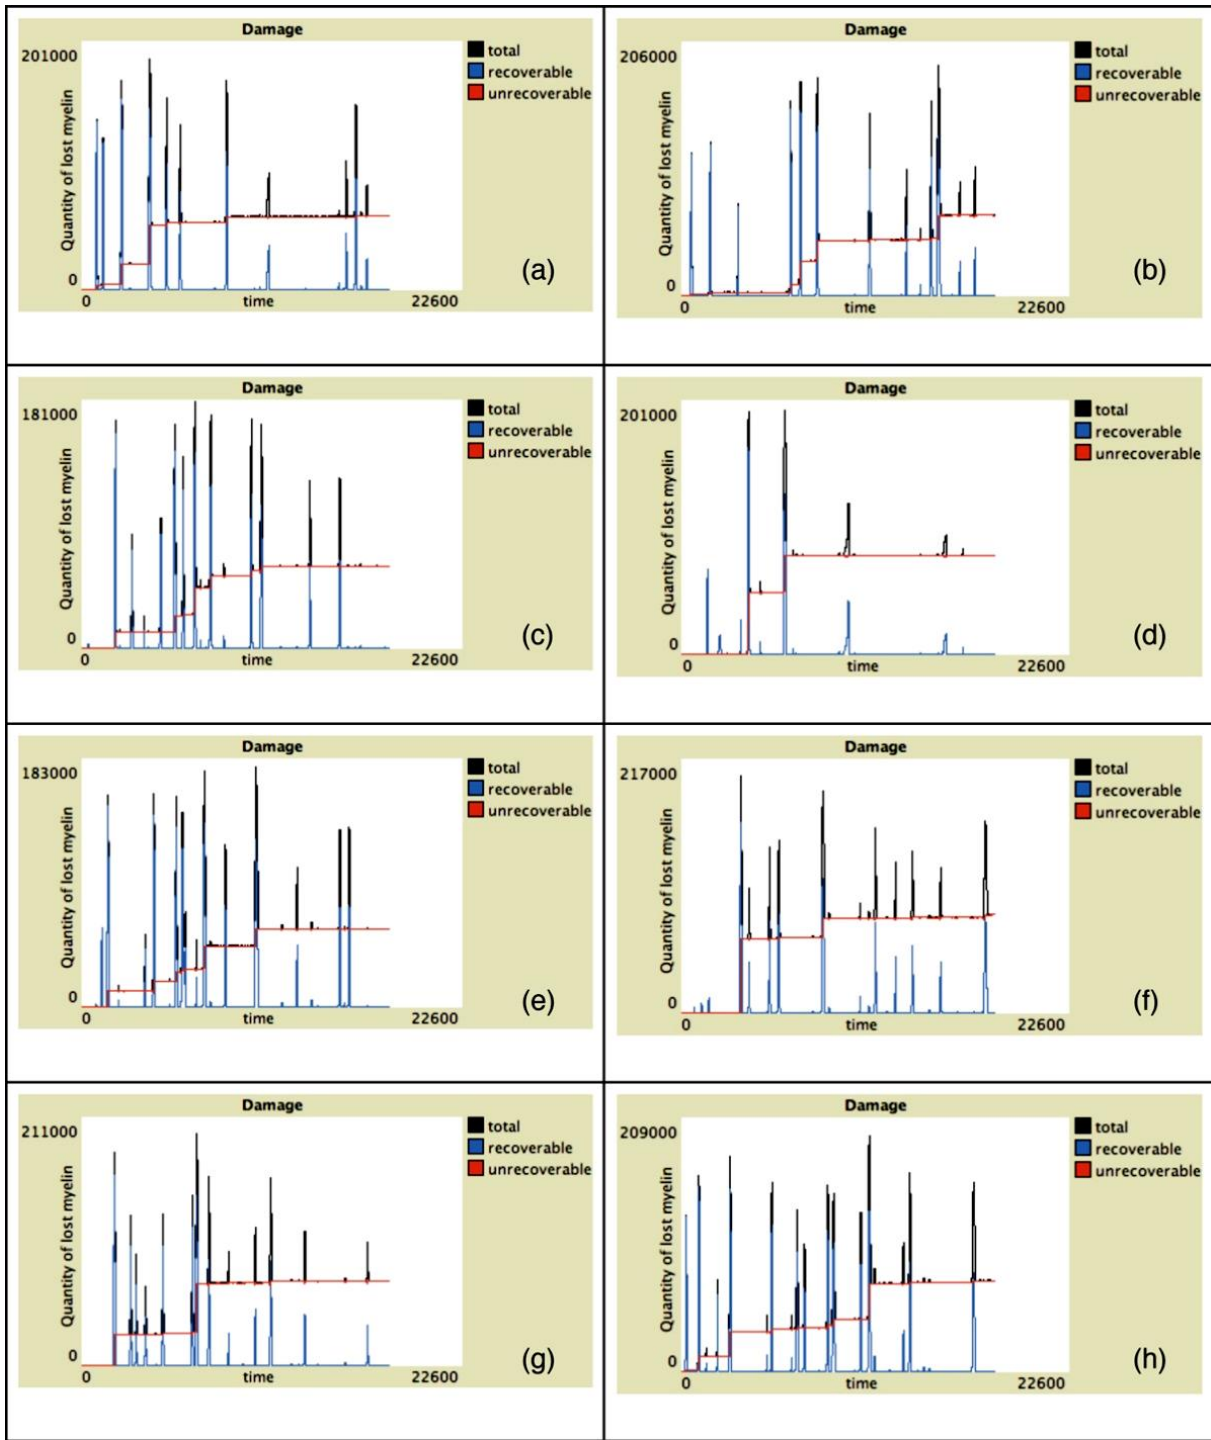 Damage
201000
Quantity of lost myelin
0
0
time
22600
total
recoverable
unrecoverable
(a)
Damage
206000
Quantity of lost myelin
0
0
time
22600
total
recoverable
unrecoverable
(b)
Damage
181000
Quantity of lost myelin
0
0
time
22600
total
recoverable
unrecoverable
(c)
Damage
201000
Quantity of lost myelin
0
0
time
22600
total
recoverable
unrecoverable
(d)
Damage
183000
Quantity of lost myelin
0
0
time
22600
total
recoverable
unrecoverable
(e)
Damage
217000
Quantity of lost myelin
0
0
time
22600
total
recoverable
unrecoverable
(f)
Damage
211000
Quantity of lost myelin
0
0
time
22600
total
recoverable
unrecoverable
(g)
Damage
209000
Quantity of lost myelin
0
0
time
22600
total
recoverable
unrecoverable
(h)